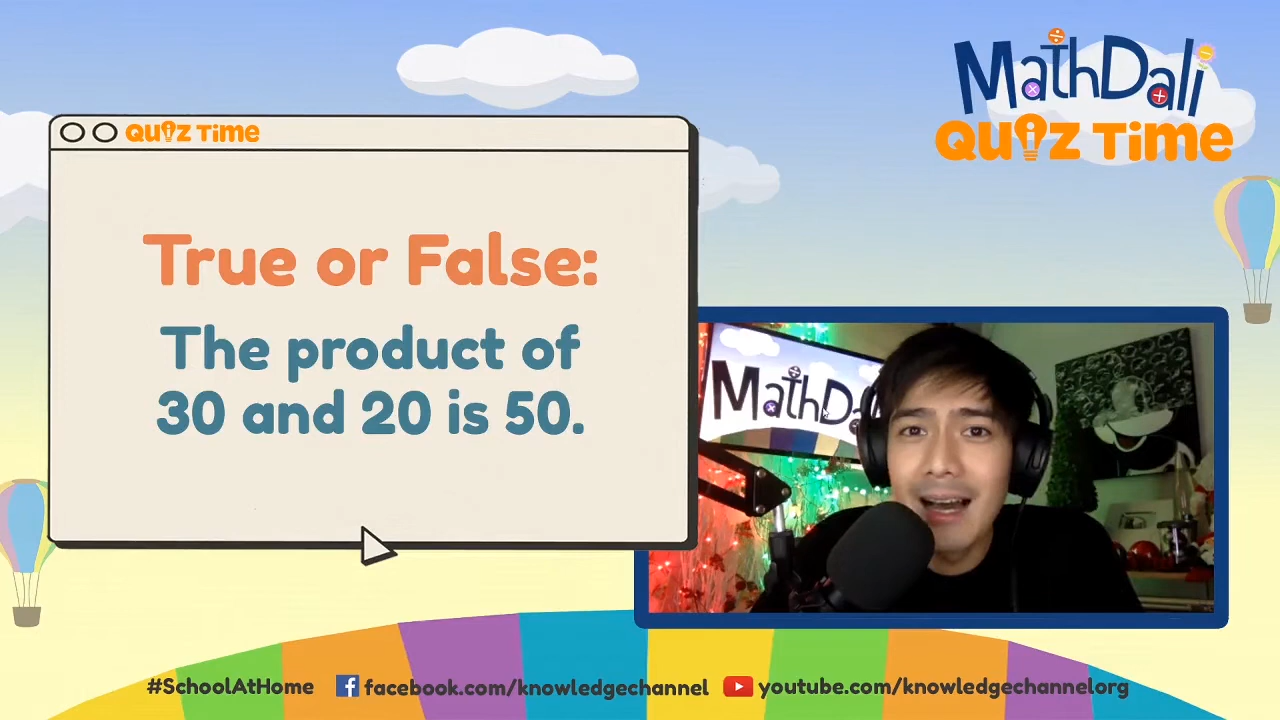 MathDali
QUIZ TIME
QUIZ TIME
True or False:
The product of
30 and 20 is 50.
MathDa
#SchoolAtHome facebook.com/knowledgechannel youtube.com/knowledgechannelorg